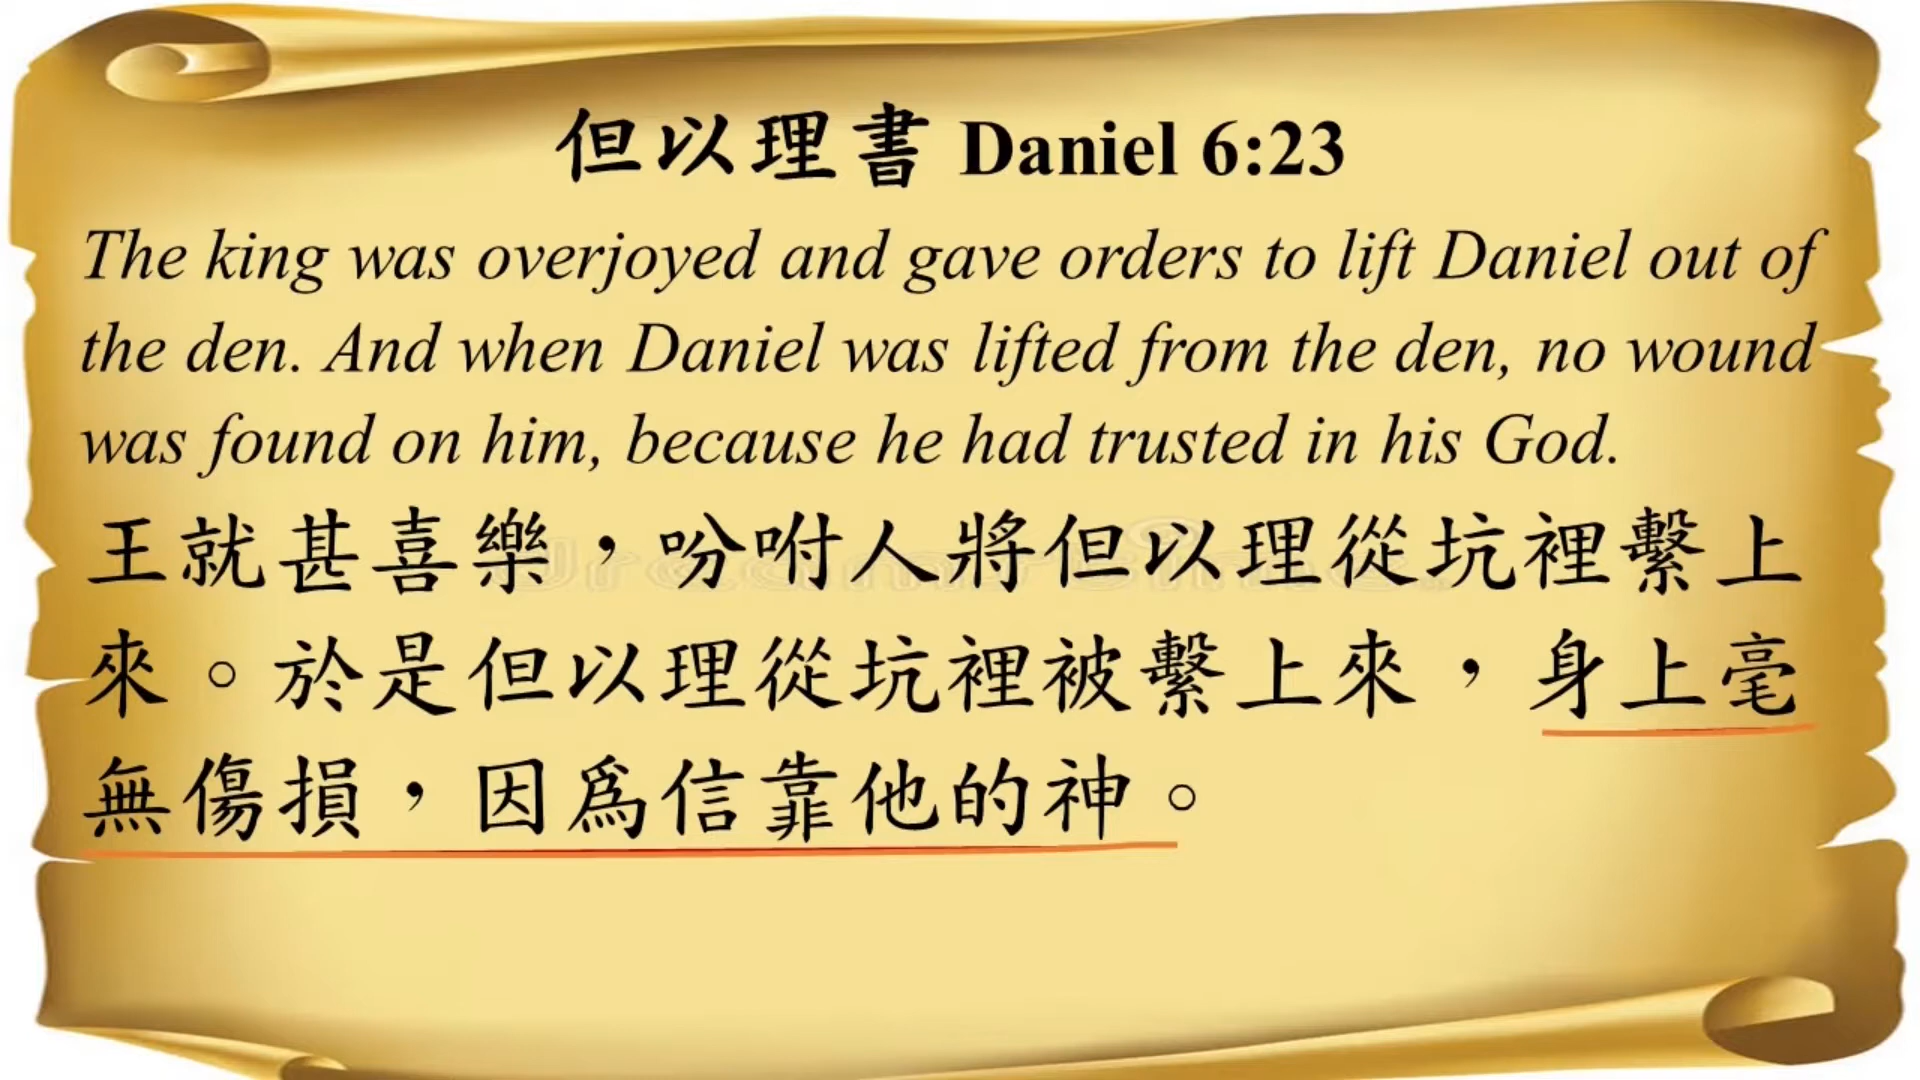 但以理書 Daniel 6:23
The king was overjoyed and gave orders to lift Daniel out of
the den. And when Daniel was lifted from the den, no wound
was found on him, because he had trusted in his God.
王就甚喜樂，吩咐人將但以理從坑裡繫上
來。於是但以理從坑裡被繫上來，身上毫
無傷損，因爲信靠他的神。